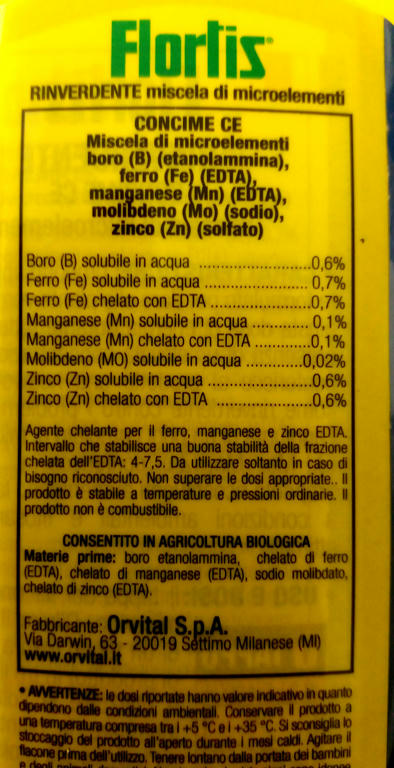 Flortis
RINVERDENTE miscela di microelementi
CONCIME CE
Miscela di microelementi
boro (B) (etanolammina),
ferro (Fe) (EDTA),
manganese (Mn) (EDTA),
molibdeno (Mo) (sodio),
zinco (Zn) (solfato)
Boro (B) solubile in acqua ........................0,6%
Ferro (Fe) solubile in acqua ....................... 0,7%
Ferro (Fe) chelato con EDTA ......................0,7%
Manganese (Mn) solubile in acqua ............ 0,1%
Manganese (Mn) chelato con EDTA ............0,1%
Molibdeno (MO) solubile in acqua ............0,02%
Zinco (Zn) solubile in acqua .......................0,6%
Zinco (Zn) chelato con EDTA ......................0,6%
Agente chelante per il ferro, manganese e zinco EDTA.
Intervallo che stabilisce una buona stabilità della frazione
chelata dell'EDTA: 4-7,5. Da utilizzare soltanto in caso di
bisogno riconosciuto. Non superare le dosi appropriate.. Il
prodotto è stabile a temperature e pressioni ordinarie. Il
prodotto non è combustibile.
CONSENTITO IN AGRICOLTURA BIOLOGICA
Materie prime: boro etanolammina, chelato di ferro
(EDTA), chelato di manganese (EDTA), sodio molibdato,
chelato di zinco (EDTA).
Fabbricante: Orvital S.p.A.
Via Darwin, 63 - 20019 Settimo Milanese (MI)
www.orvital.it
• AVVERTENZE: le dosi riportate hanno valore indicativo in quanto
dipendono dalle condizioni ambientali. Conservare il prodotto a
una temperatura compresa tra i +5 °C e i +35 °C. Si sconsiglia lo
stoccaggio del prodotto all'aperto durante i mesi caldi. Agitare il
flacone prima dell'utilizzo. Tenere lontano dalla portata dei bambini
e degli animali